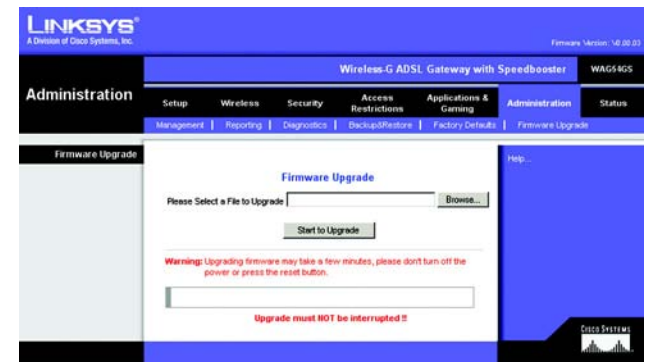 LINKSYS®
A Division of Cisco Systems, Inc.
Firmware Version: V0.00.03
Wireless-G ADSL Gateway with Speedbooster WAG54GS
Administration
Setup Wireless Security Access Restrictions Applications & Gaming Administration Status
Management | Reporting | Diagnostics | Backup&Restore | Factory Defaults | Firmware Upgrade
Firmware Upgrade
Help...
Firmware Upgrade
Please Select a File to Upgrade Browse...
Start to Upgrade
Warning: Upgrading firmware may take a few minutes, please don't turn off the
power or press the reset button.
Upgrade must NOT be interrupted !!
CISCO SYSTEMS